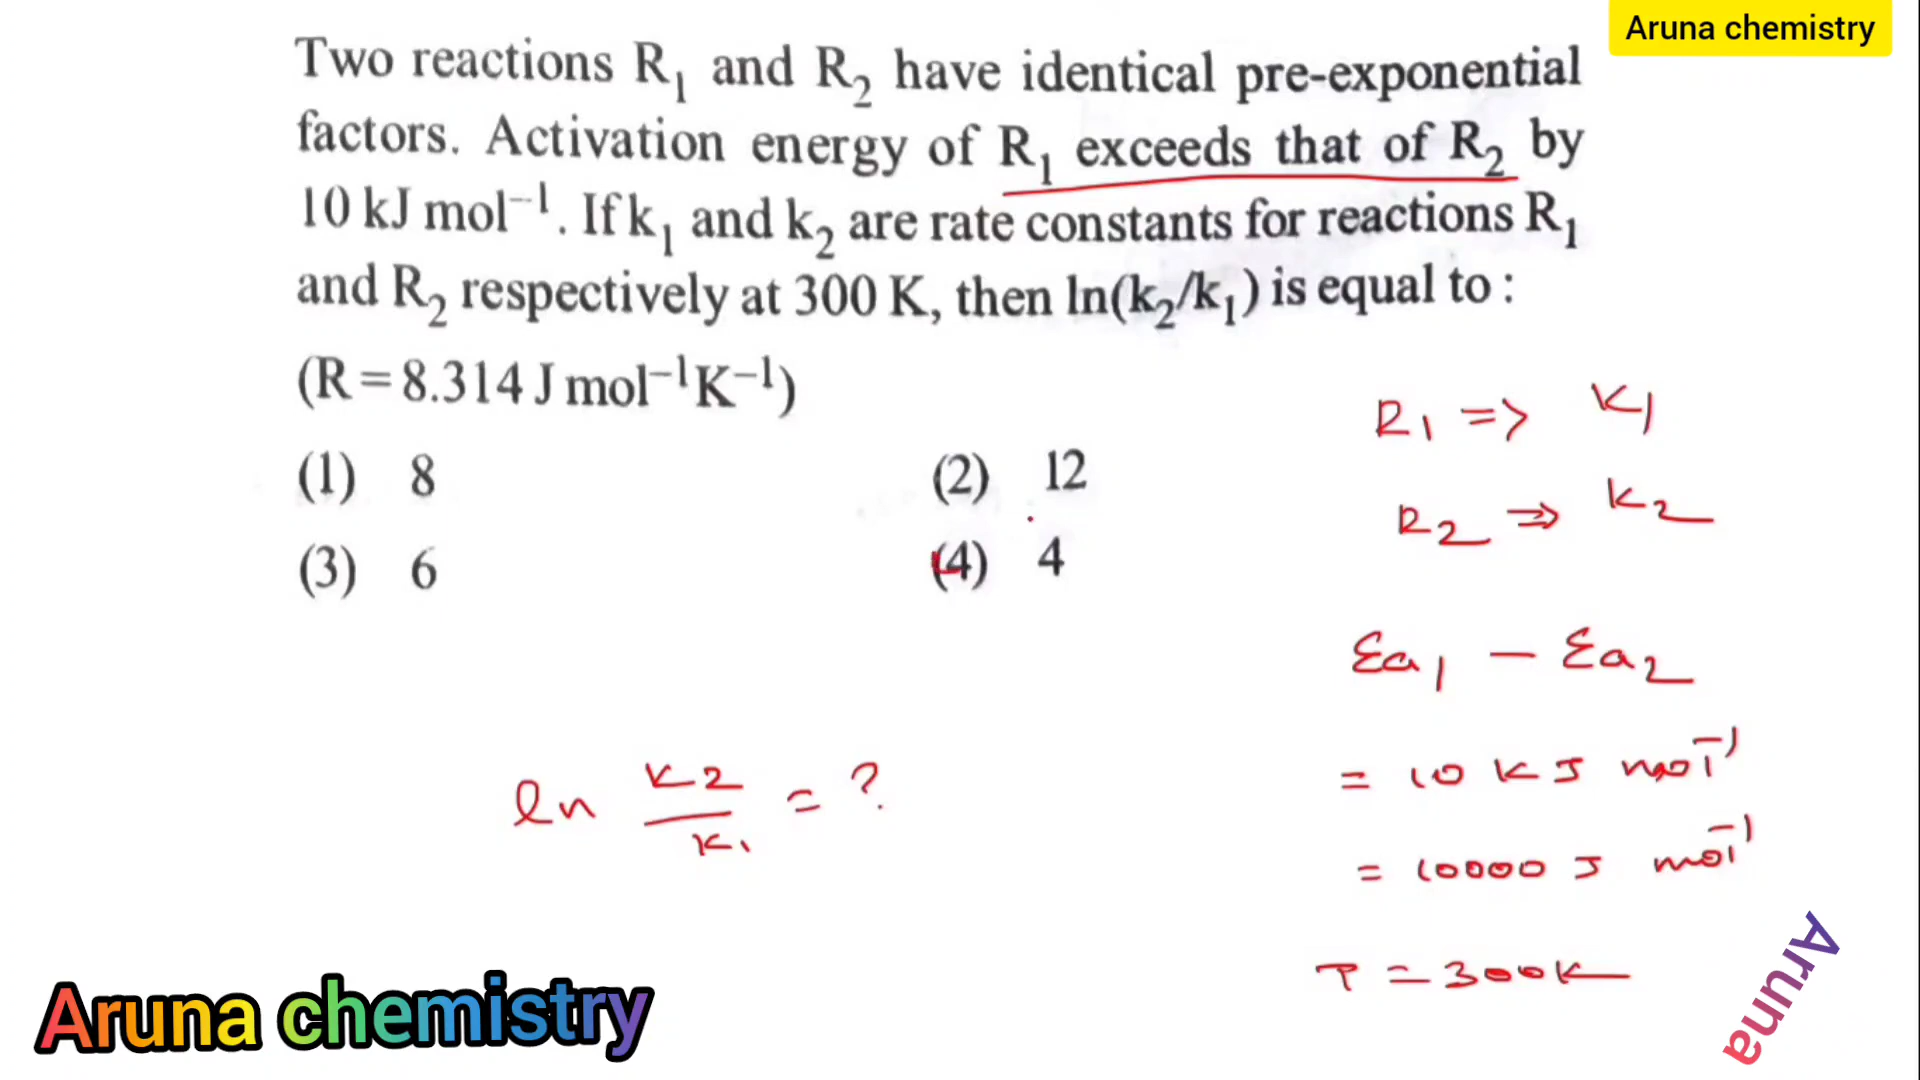 Aruna chemistry
Two reactions R₁ and R₂ have identical pre-exponential
factors. Activation energy of R₁ exceeds that of R₂ by
10 kJ mol⁻¹. If k₁ and k₂ are rate constants for reactions R₁
and R₂ respectively at 300 K, then ln(k₂/k₁) is equal to :
(R = 8.314 J mol⁻¹K⁻¹)
(1) 8 (2) 12
(3) 6 (4) 4
R₁ => K₁
R₂ => K₂
Ea₁ - Ea₂
= 10 KJ mol⁻¹
= 10000 J mol⁻¹
T = 300K
ln K₂/K₁ = ?
Aruna chemistry
Aruna